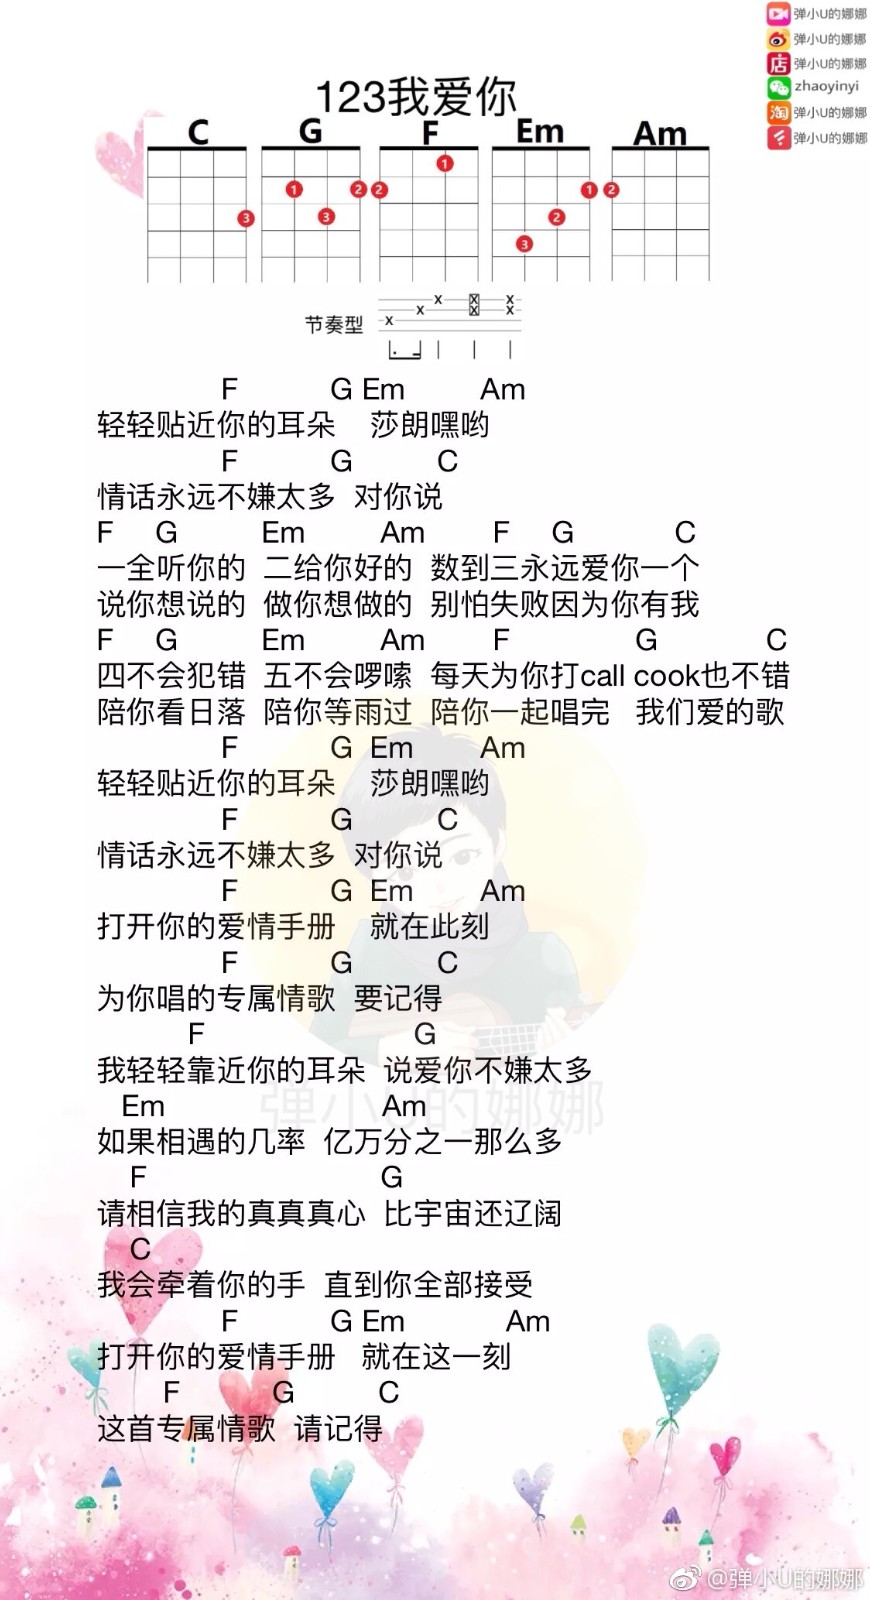 弹小U的娜娜
弹小U的娜娜
弹小U的娜娜
zhaoyinyi
弹小U的娜娜
弹小U的娜娜
123我爱你
C G F Em Am
3 1 3 2 2 1 3 2 1 2
节奏型
F G Em Am
轻轻贴近你的耳朵 莎朗嘿哟
F G C
情话永远不嫌太多 对你说
F G Em Am F G C
一全听你的 二给你好的 数到三永远爱你一个
说你想说的 做你想做的 别怕失败因为你有我
F G Em Am F G C
四不会犯错 五不会啰嗦 每天为你打call cook也不错
陪你看日落 陪你等雨过 陪你一起唱完 我们爱的歌
F G Em Am
轻轻贴近你的耳朵 莎朗嘿哟
F G C
情话永远不嫌太多 对你说
F G Em Am
打开你的爱情手册 就在此刻
F G C
为你唱的专属情歌 要记得
F G
我轻轻靠近你的耳朵 说爱你不嫌太多
Em Am
如果相遇的几率 亿万分之一那么多
F G
请相信我的真真真心 比宇宙还辽阔
C
我会牵着你的手 直到你全部接受
F G Em Am
打开你的爱情手册 就在这一刻
F G C
这首专属情歌 请记得
弹小U的娜娜
@弹小U的娜娜